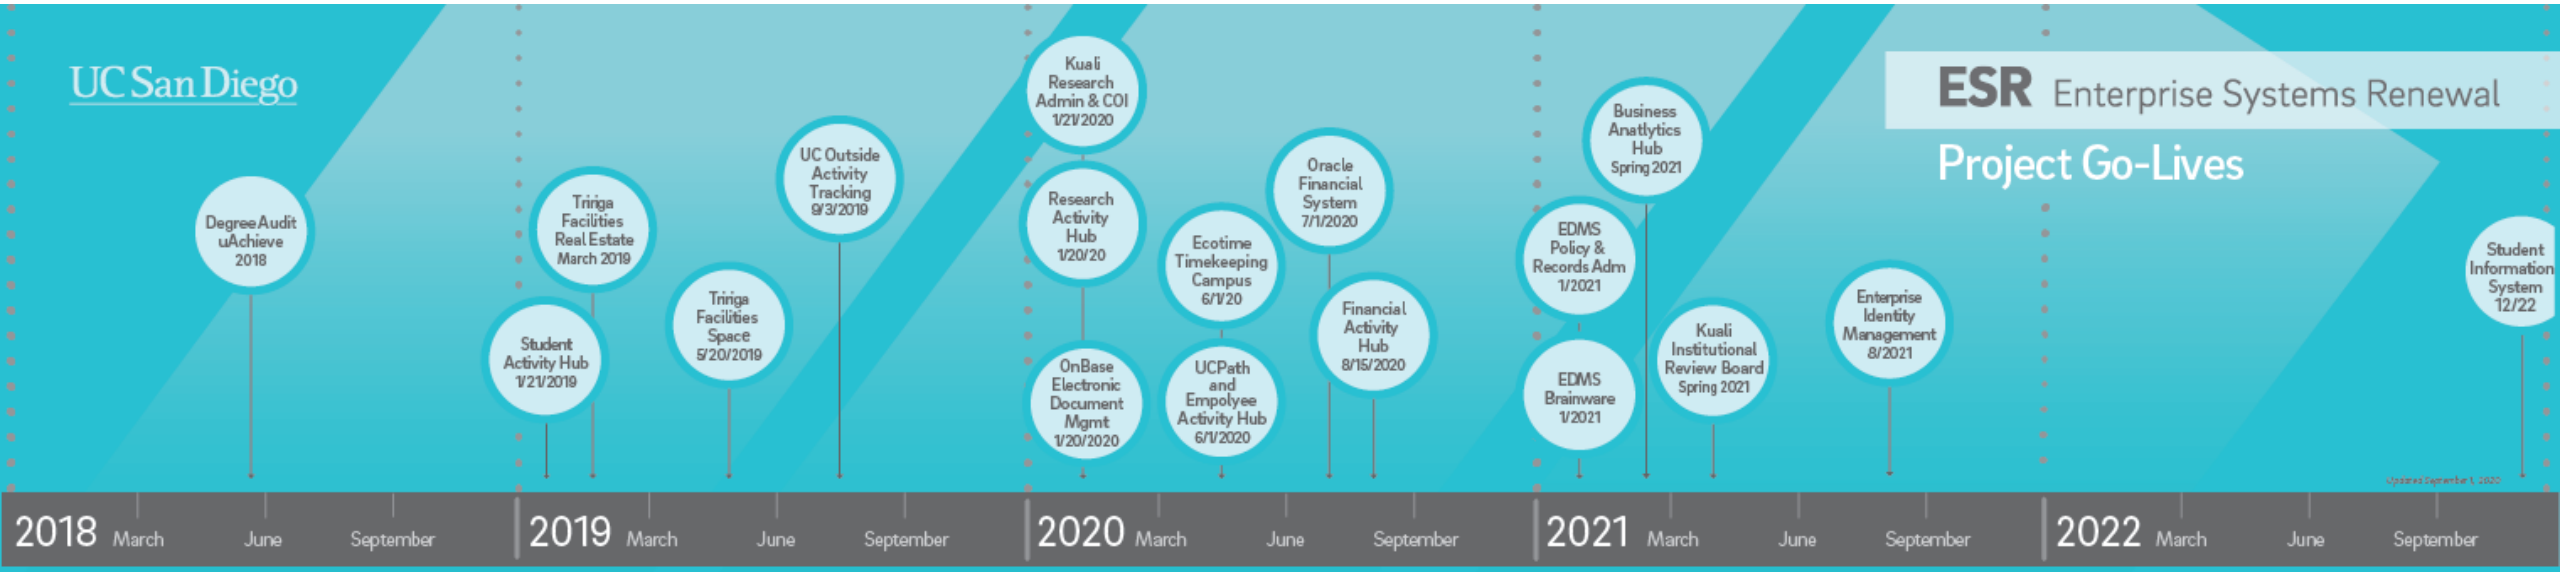 UC San Diego
ESR Enterprise Systems Renewal
Project Go-Lives
Degree Audit
uAchieve
2018
Student
Activity Hub
1/21/2019
Tririga
Facilities
Real Estate
March 2019
Tririga
Facilities
Space
5/20/2019
UC Outside
Activity
Tracking
9/3/2019
Kuali
Research
Admin & COI
1/21/2020
Research
Activity
Hub
1/20/20
OnBase
Electronic
Document
Mgmt
1/20/2020
Ecotime
Timekeeping
Campus
6/1/20
UCPath
and
Empolyee
Activity Hub
6/1/2020
Oracle
Financial
System
7/1/2020
Financial
Activity
Hub
8/15/2020
EDMS
Policy &
Records Adm
1/2021
EDMS
Brainware
1/2021
Business
Anatlytics
Hub
Spring 2021
Kuali
Institutional
Review Board
Spring 2021
Enterprise
Identity
Management
8/2021
Student
Information
System
12/22
Updated September 1, 2020
2018 March June September 2019 March June September 2020 March June September 2021 March June September 2022 March June September